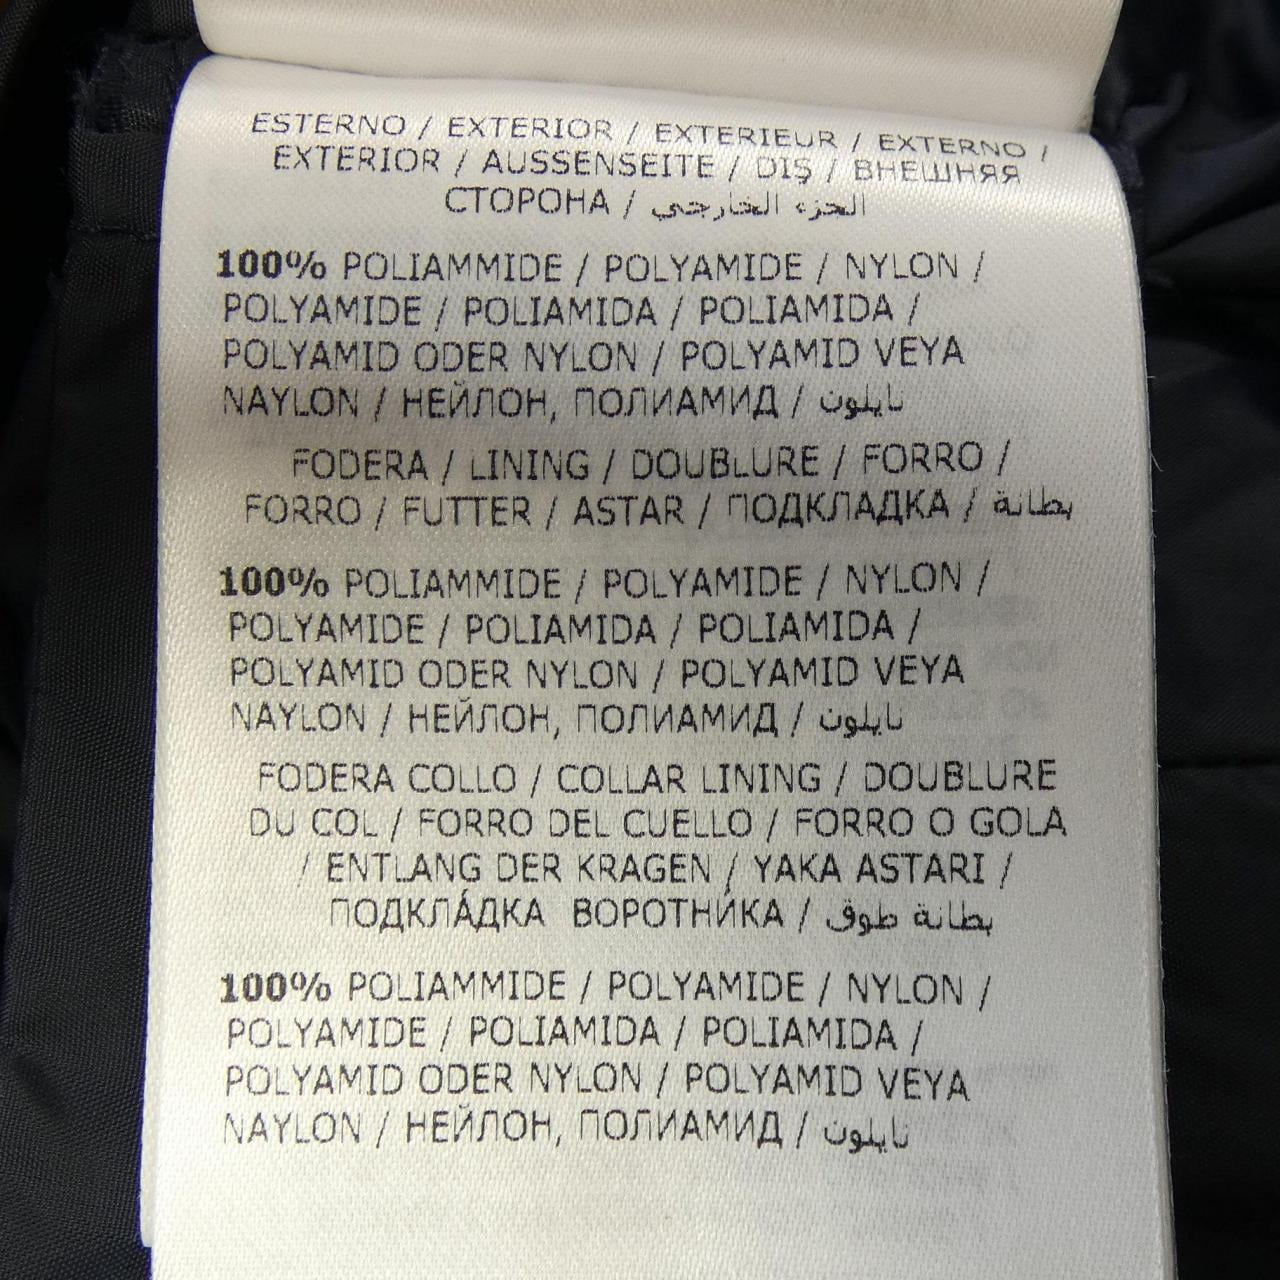 ESTERNO / EXTERIOR / EXTERIEUR / EXTERNO /
EXTERIOR / AUSSENSEITE / DIŞ / ВНЕШНЯЯ
СТОРОНА / الجزء الخارجي
100% POLIAMMIDE / POLYAMIDE / NYLON /
POLYAMIDE / POLIAMIDA / POLIAMIDA /
POLYAMID ODER NYLON / POLYAMID VEYA
NAYLON / НЕЙЛОН, ПОЛИАМИД / نايلون
FODERA / LINING / DOUBLURE / FORRO /
FORRO / FUTTER / ASTAR / ПОДКЛАДКА / بطانة
100% POLIAMMIDE / POLYAMIDE / NYLON /
POLYAMIDE / POLIAMIDA / POLIAMIDA /
POLYAMID ODER NYLON / POLYAMID VEYA
NAYLON / НЕЙЛОН, ПОЛИАМИД / نايلون
FODERA COLLO / COLLAR LINING / DOUBLURE
DU COL / FORRO DEL CUELLO / FORRO O GOLA
/ ENTLANG DER KRAGEN / YAKA ASTARI /
ПОДКЛА́ДКА ВОРОТНИ́КА / بطانة طوق
100% POLIAMMIDE / POLYAMIDE / NYLON /
POLYAMIDE / POLIAMIDA / POLIAMIDA /
POLYAMID ODER NYLON / POLYAMID VEYA
NAYLON / НЕЙЛОН, ПОЛИАМИД / نايلون